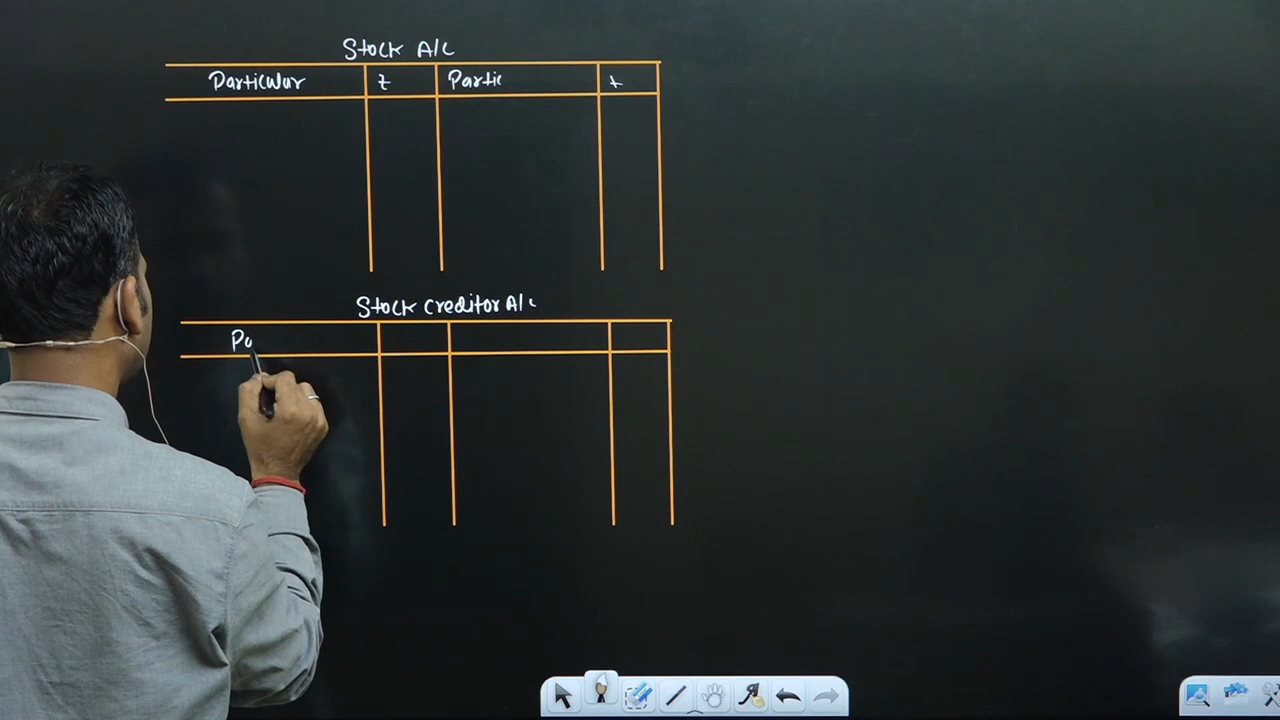 Stock A/C
Particular ₹ Partic ₹
Stock Creditor A/c
Pa